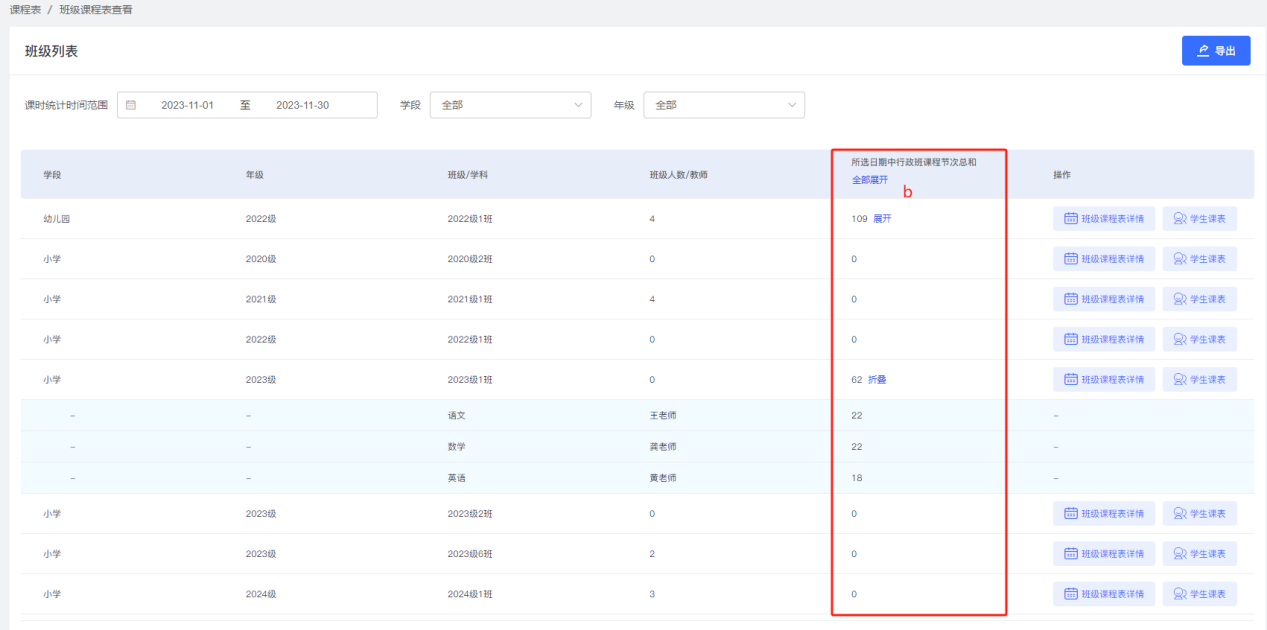 课程表 / 班级课程表查看
班级列表
导出
课时统计时间范围 2023-11-01 至 2023-11-30 学段 全部 年级 全部
学段 年级 班级/学科 班级人数/教师 所选日期中行政班课程节次总和 操作
全部展开
b
幼儿园 2022级 2022级1班 4 109 展开 班级课程表详情 学生课表
小学 2020级 2020级2班 0 0 班级课程表详情 学生课表
小学 2021级 2021级1班 4 0 班级课程表详情 学生课表
小学 2022级 2022级1班 0 0 班级课程表详情 学生课表
小学 2023级 2023级1班 0 62 折叠 班级课程表详情 学生课表
– – 语文 王老师 22 –
– – 数学 龚老师 22 –
– – 英语 黄老师 18 –
小学 2023级 2023级2班 0 0 班级课程表详情 学生课表
小学 2023级 2023级6班 2 0 班级课程表详情 学生课表
小学 2024级 2024级1班 3 0 班级课程表详情 学生课表